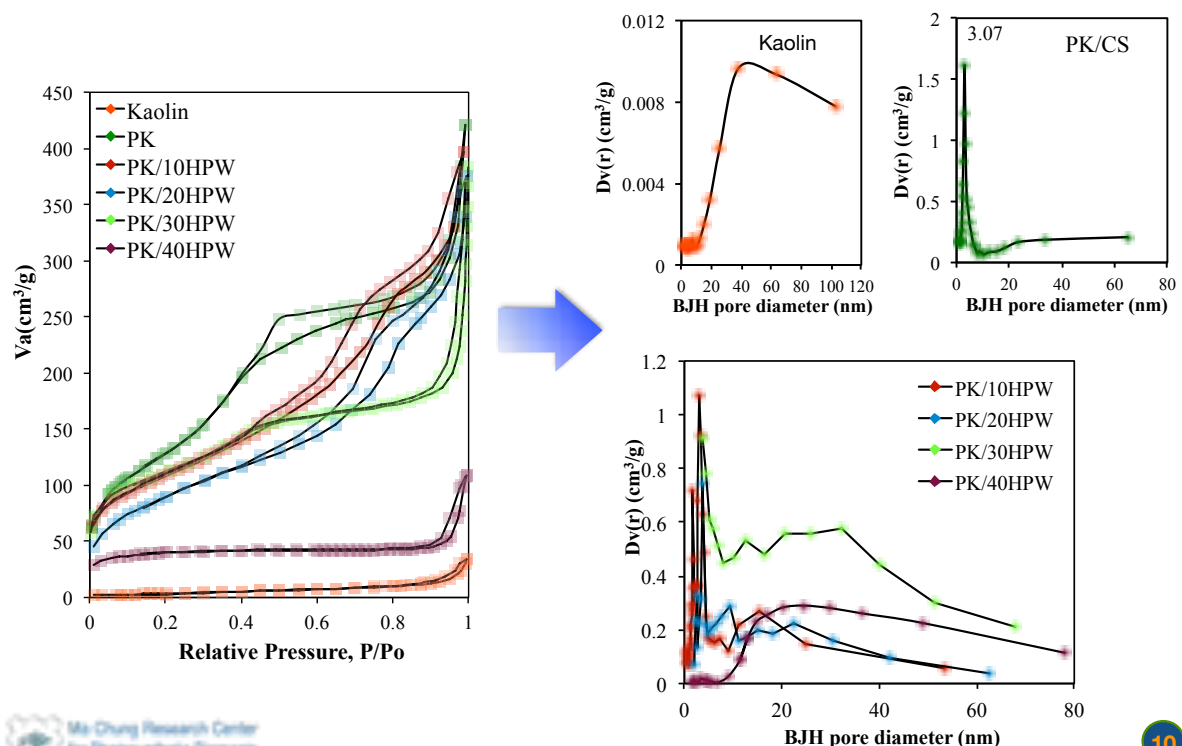 450
400
350
300
250
200
150
100
50
0
Va(cm³/g)
Kaolin
PK
PK/10HPW
PK/20HPW
PK/30HPW
PK/40HPW
0 0.2 0.4 0.6 0.8 1
Relative Pressure, P/Po
0.012
0.008
0.004
0
Dv(r) (cm³/g)
Kaolin
0 20 40 60 80 100 120
BJH pore diameter (nm)
2
1.5
1
0.5
0
Dv(r) (cm³/g)
3.07
PK/CS
0 20 40 60 80
BJH pore diameter (nm)
1.2
1
0.8
0.6
0.4
0.2
0
Dv(r) (cm³/g)
PK/10HPW
PK/20HPW
PK/30HPW
PK/40HPW
0 20 40 60 80
BJH pore diameter (nm)
Ma Chung Research Center
10